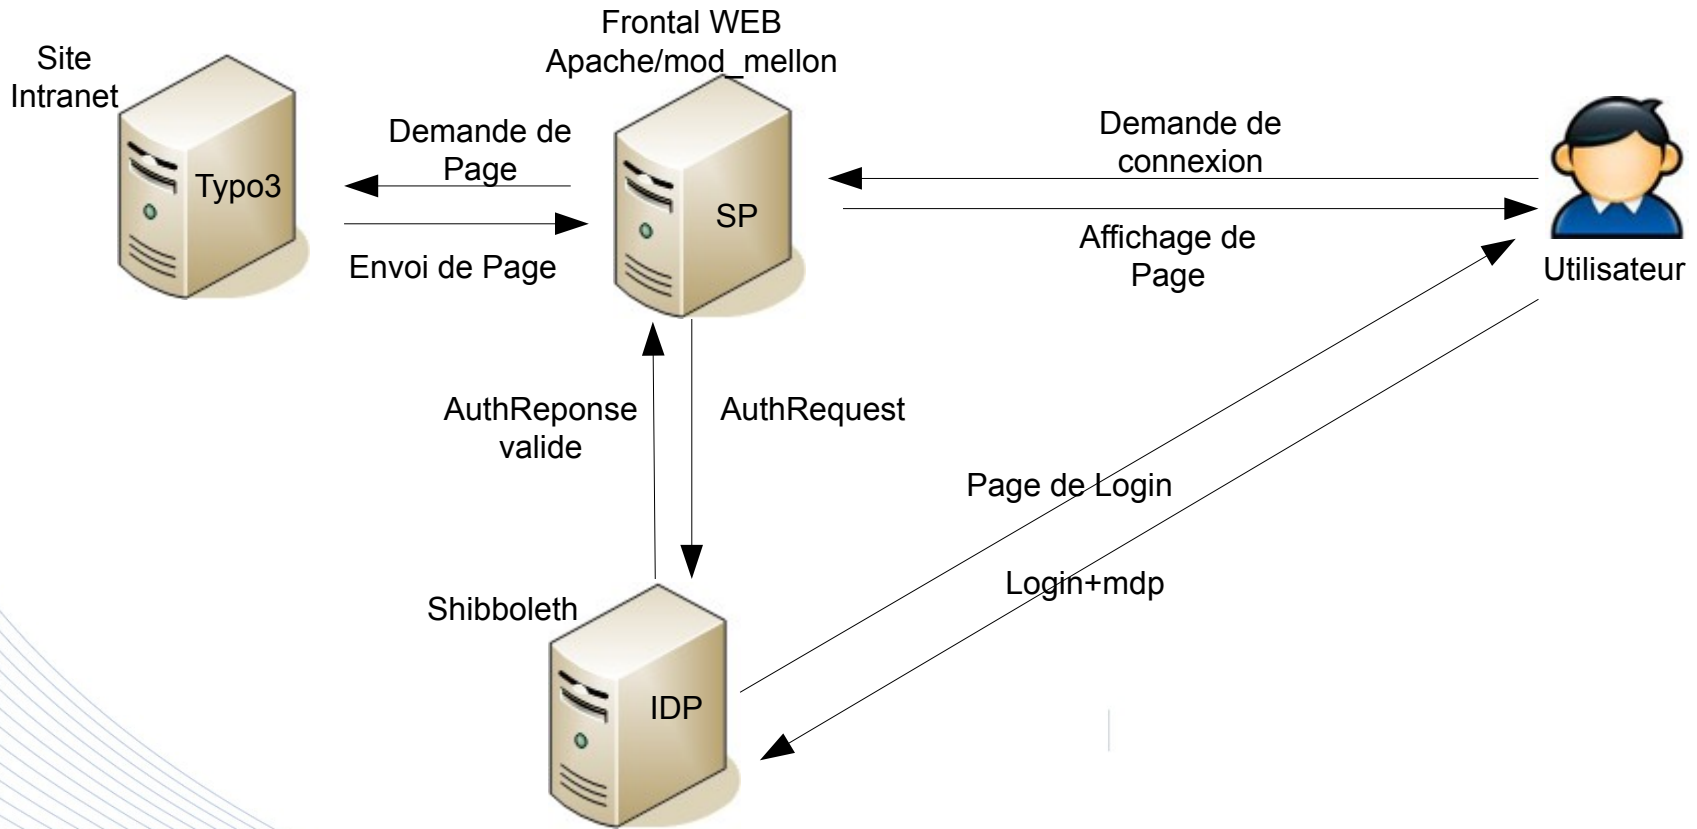 Frontal WEB
Apache/mod_mellon
Site
Intranet
Demande de
Page
Typo3
Envoi de Page
SP
Demande de
connexion
Affichage de
Page
Utilisateur
AuthReponse
valide
AuthRequest
Page de Login
Login+mdp
Shibboleth
IDP